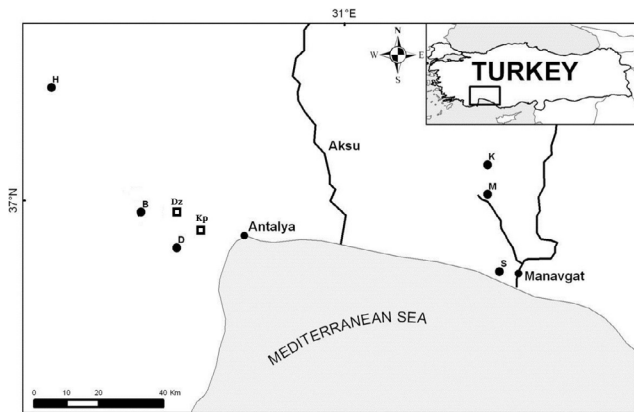 31°E
N
W E
S
TURKEY
H
Aksu
K
37°N
M
B
Dz
Kp
D
Antalya
S
Manavgat
MEDITERRANEAN SEA
0 10 20 40 Km